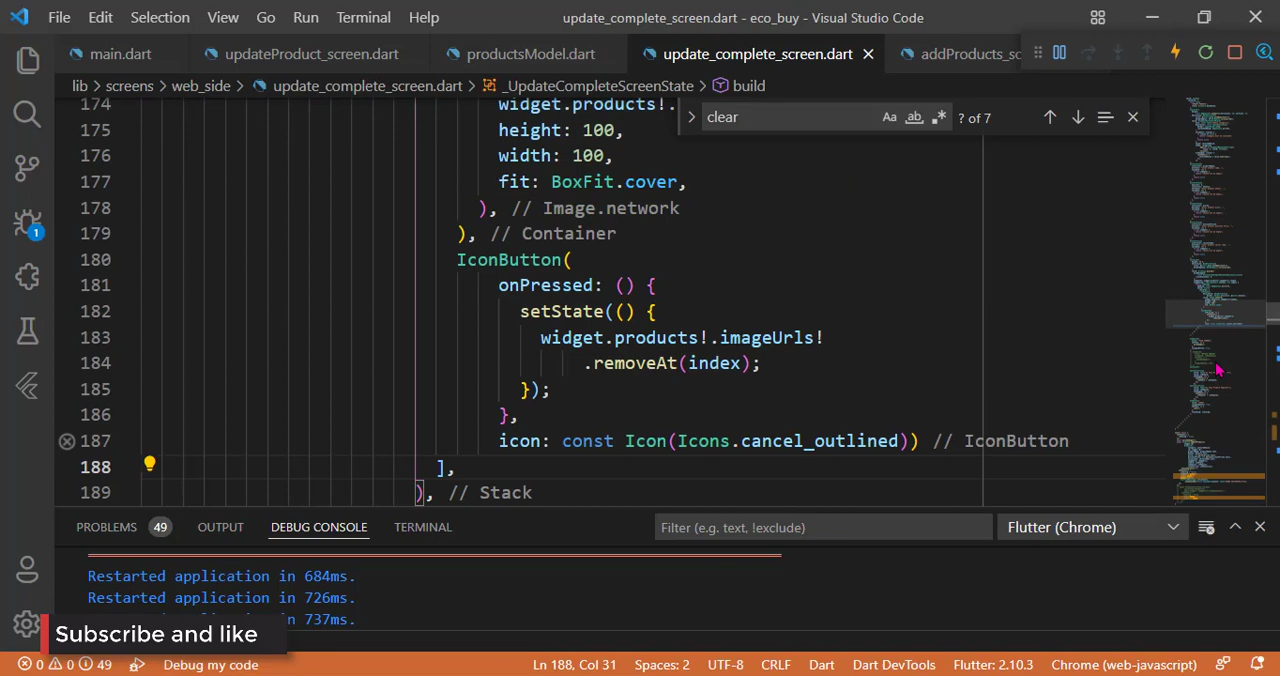 File Edit Selection View Go Run Terminal Help update_complete_screen.dart - eco_buy - Visual Studio Code
main.dart updateProduct_screen.dart productsModel.dart update_complete_screen.dart addProducts_sc
lib > screens > web_side > update_complete_screen.dart > _UpdateCompleteScreenState > build
clear Aa ab .* ? of 7
174 widget.products!.
175 height: 100,
176 width: 100,
177 fit: BoxFit.cover,
178 ), // Image.network
179 ), // Container
180 IconButton(
181 onPressed: () {
182 setState(() {
183 widget.products!.imageUrls!
184 .removeAt(index);
185 });
186 },
187 icon: const Icon(Icons.cancel_outlined)) // IconButton
188 ],
189 ), // Stack
PROBLEMS 49 OUTPUT DEBUG CONSOLE TERMINAL Filter (e.g. text, !exclude) Flutter (Chrome)
1
Restarted application in 684ms.
Restarted application in 726ms.
Restarted application in 737ms.
Subscribe and like
0 0 49 Debug my code Ln 188, Col 31 Spaces: 2 UTF-8 CRLF Dart Dart DevTools Flutter: 2.10.3 Chrome (web-javascript)